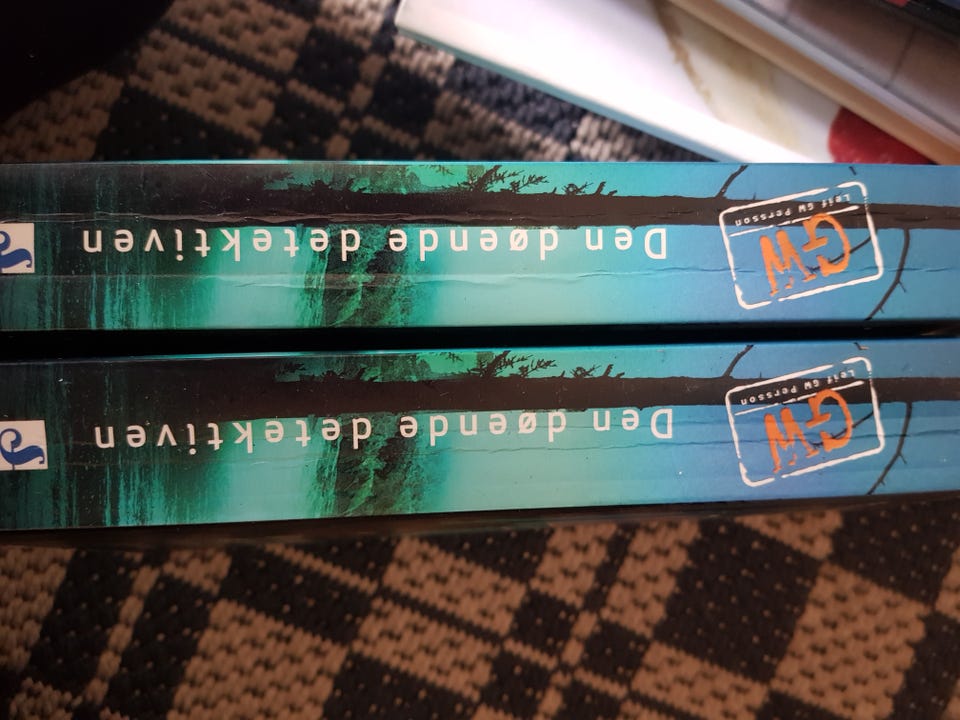 Leif GW Persson
GW
Den døende detektiven
S
Leif GW Persson
GW
Den døende detektiven
S